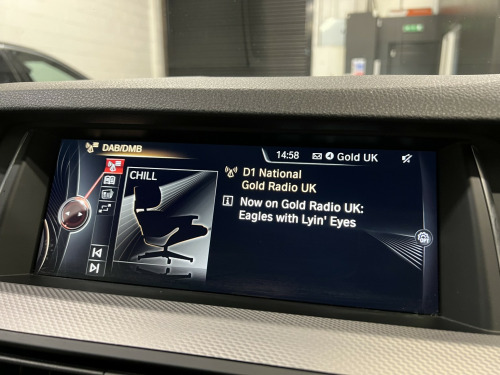 DAB/DMB
14:58
4 Gold UK
CHILL
D1 National
Gold Radio UK
Now on Gold Radio UK:
Eagles with Lyin' Eyes